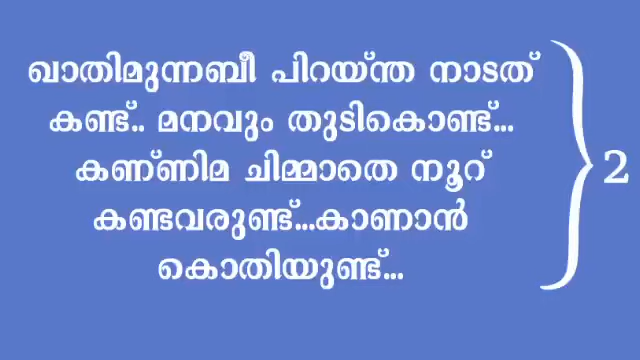 ഖാതിമുന്നബീ പിറയ്ന്ത നാടത്
കണ്ട്.. മനവും തുടികൊണ്ട്...
കണ്ണിമ ചിമ്മാതെ നൂറ്
കണ്ടവരുണ്ട്...കാണാൻ
കൊതിയുണ്ട്...
2